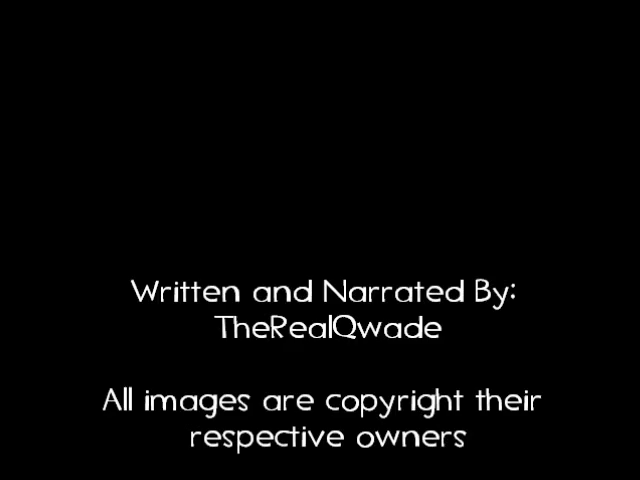 Written and Narrated By:
TheRealQwade
All images are copyright their
respective owners